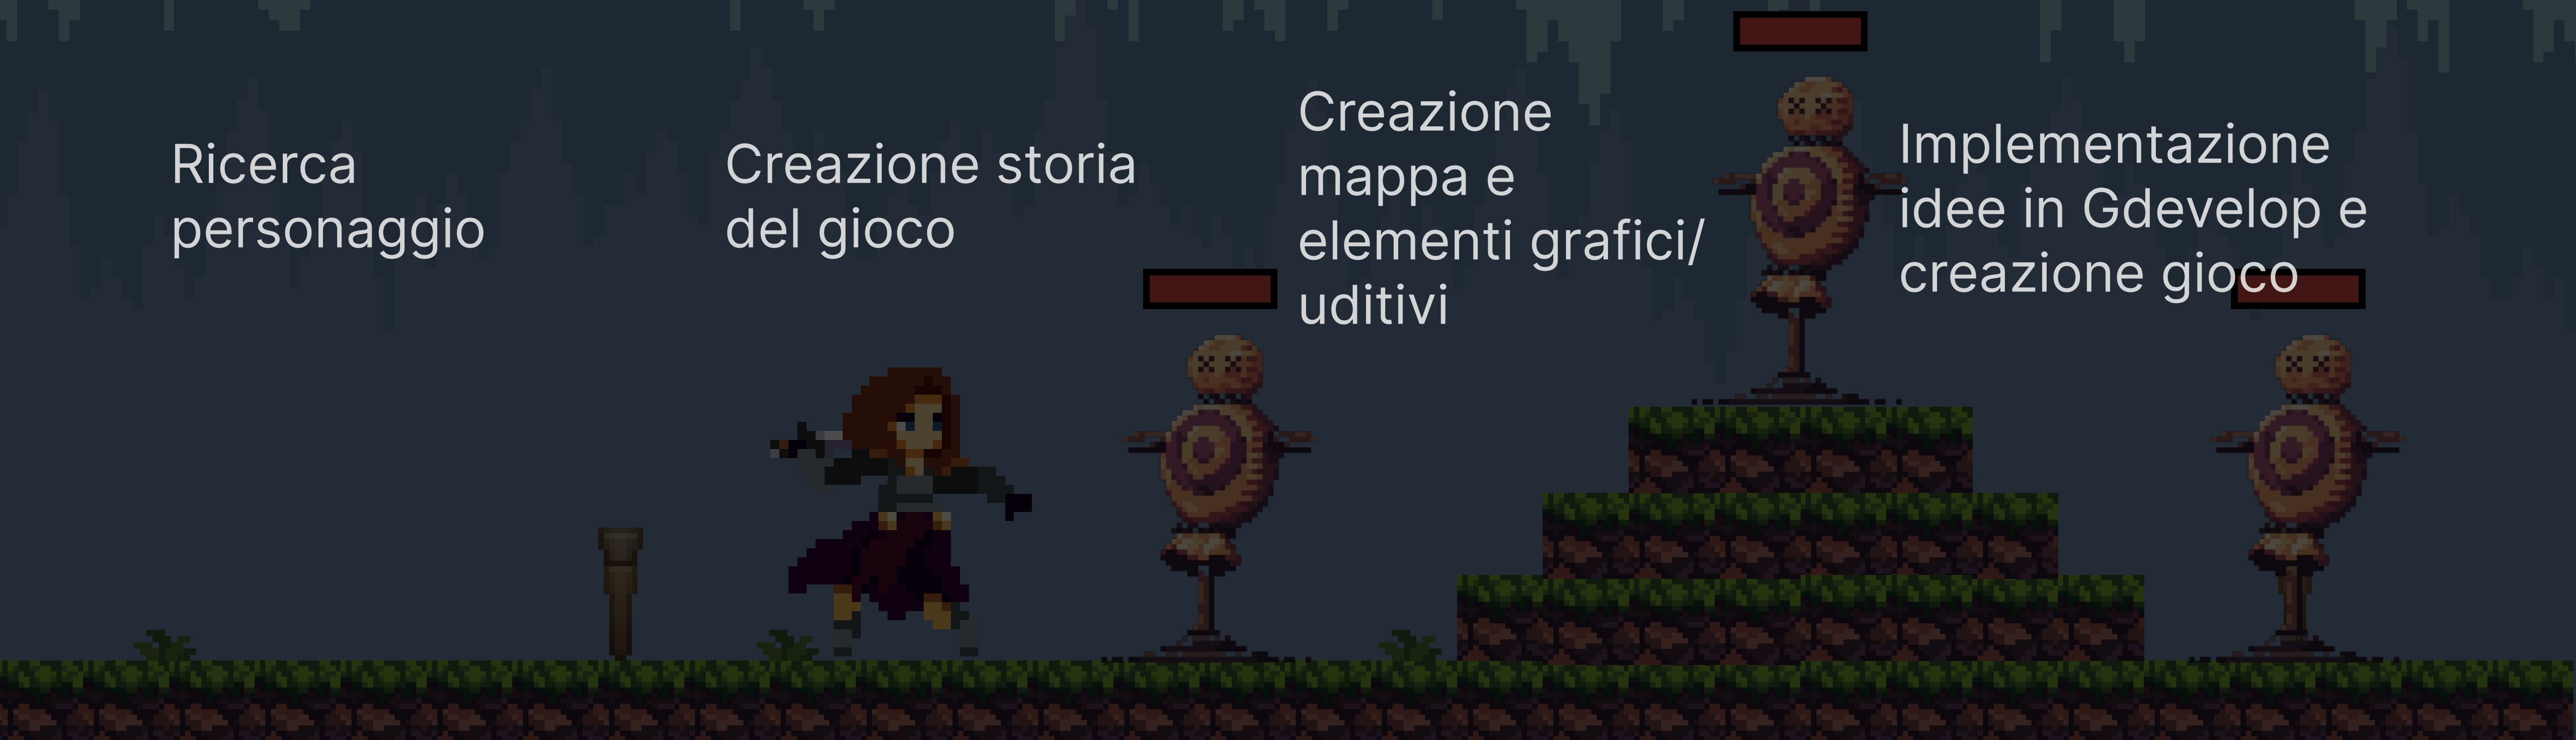 Ricerca
personaggio
Creazione storia
del gioco
Creazione
mappa e
elementi grafici/
uditivi
Implementazione
idee in Gdevelop e
creazione gioco